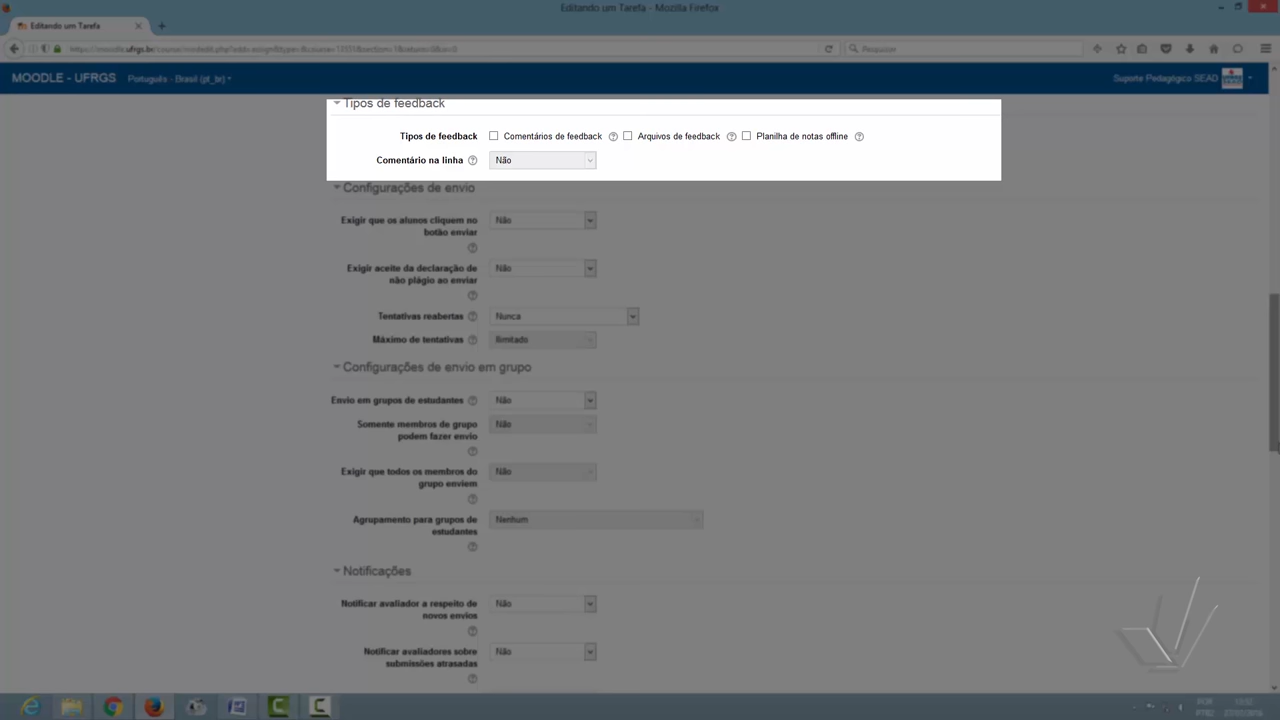 Editando um Tarefa - Mozilla Firefox
Editando um Tarefa
Pesquisar
MOODLE - UFRGS
Português - Brasil (pt_br)
Suporte Pedagógico SEAD
Tipos de feedback
Tipos de feedback
Comentários de feedback
Arquivos de feedback
Planilha de notas offline
Comentário na linha
Não
Configurações de envio
Exigir que os alunos cliquem no
botão enviar
Não
Exigir aceite da declaração de
não plágio ao enviar
Não
Tentativas reabertas
Nunca
Máximo de tentativas
Ilimitado
Configurações de envio em grupo
Envio em grupos de estudantes
Não
Somente membros de grupo
podem fazer envio
Não
Exigir que todos os membros do
grupo enviem
Não
Agrupamento para grupos de
estudantes
Nenhum
Notificações
Notificar avaliador a respeito de
novos envios
Não
Notificar avaliadores sobre
submissões atrasadas
Não
POR